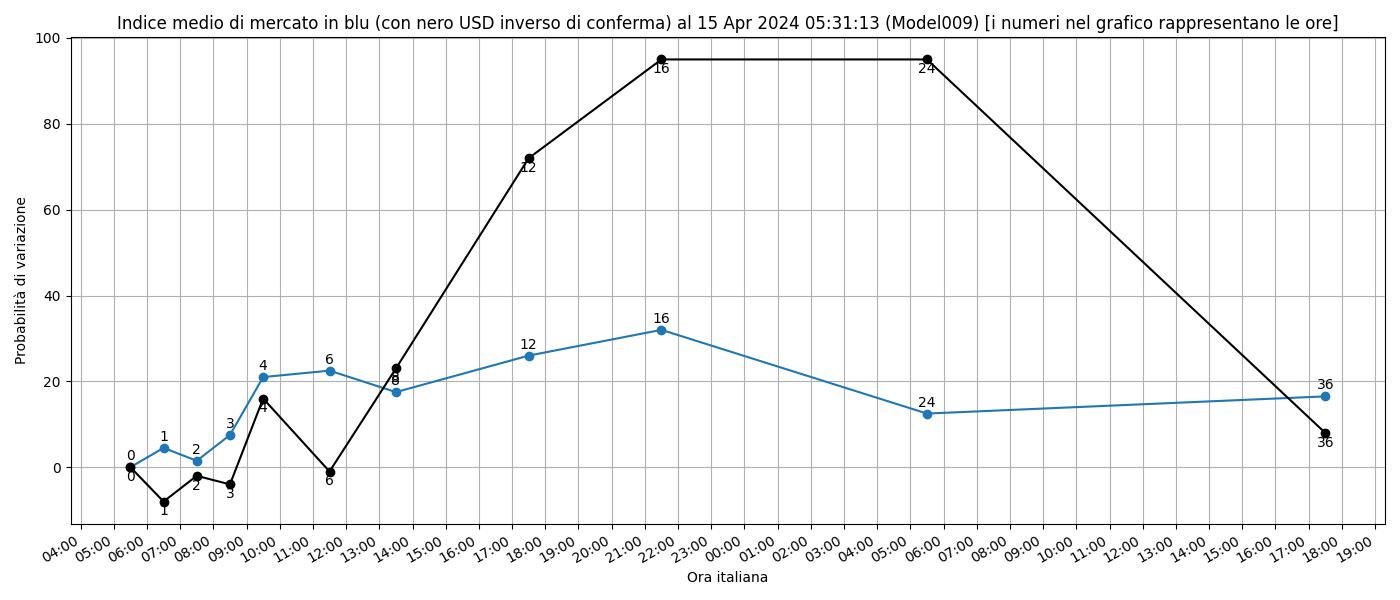 Indice medio di mercato in blu (con nero USD inverso di conferma) al 15 Apr 2024 05:31:13 (Model009) [i numeri nel grafico rappresentano le ore]
Probabilità di variazione
100
80
60
40
20
0
0 1 2 3 4 6 8 12 16 24 36
0 1 2 3 4 6 8 12 16 24 36
04:00 05:00 06:00 07:00 08:00 09:00 10:00 11:00 12:00 13:00 14:00 15:00 16:00 17:00 18:00 19:00 20:00 21:00 22:00 23:00 00:00 01:00 02:00 03:00 04:00 05:00 06:00 07:00 08:00 09:00 10:00 11:00 12:00 13:00 14:00 15:00 16:00 17:00 18:00 19:00
Ora italiana